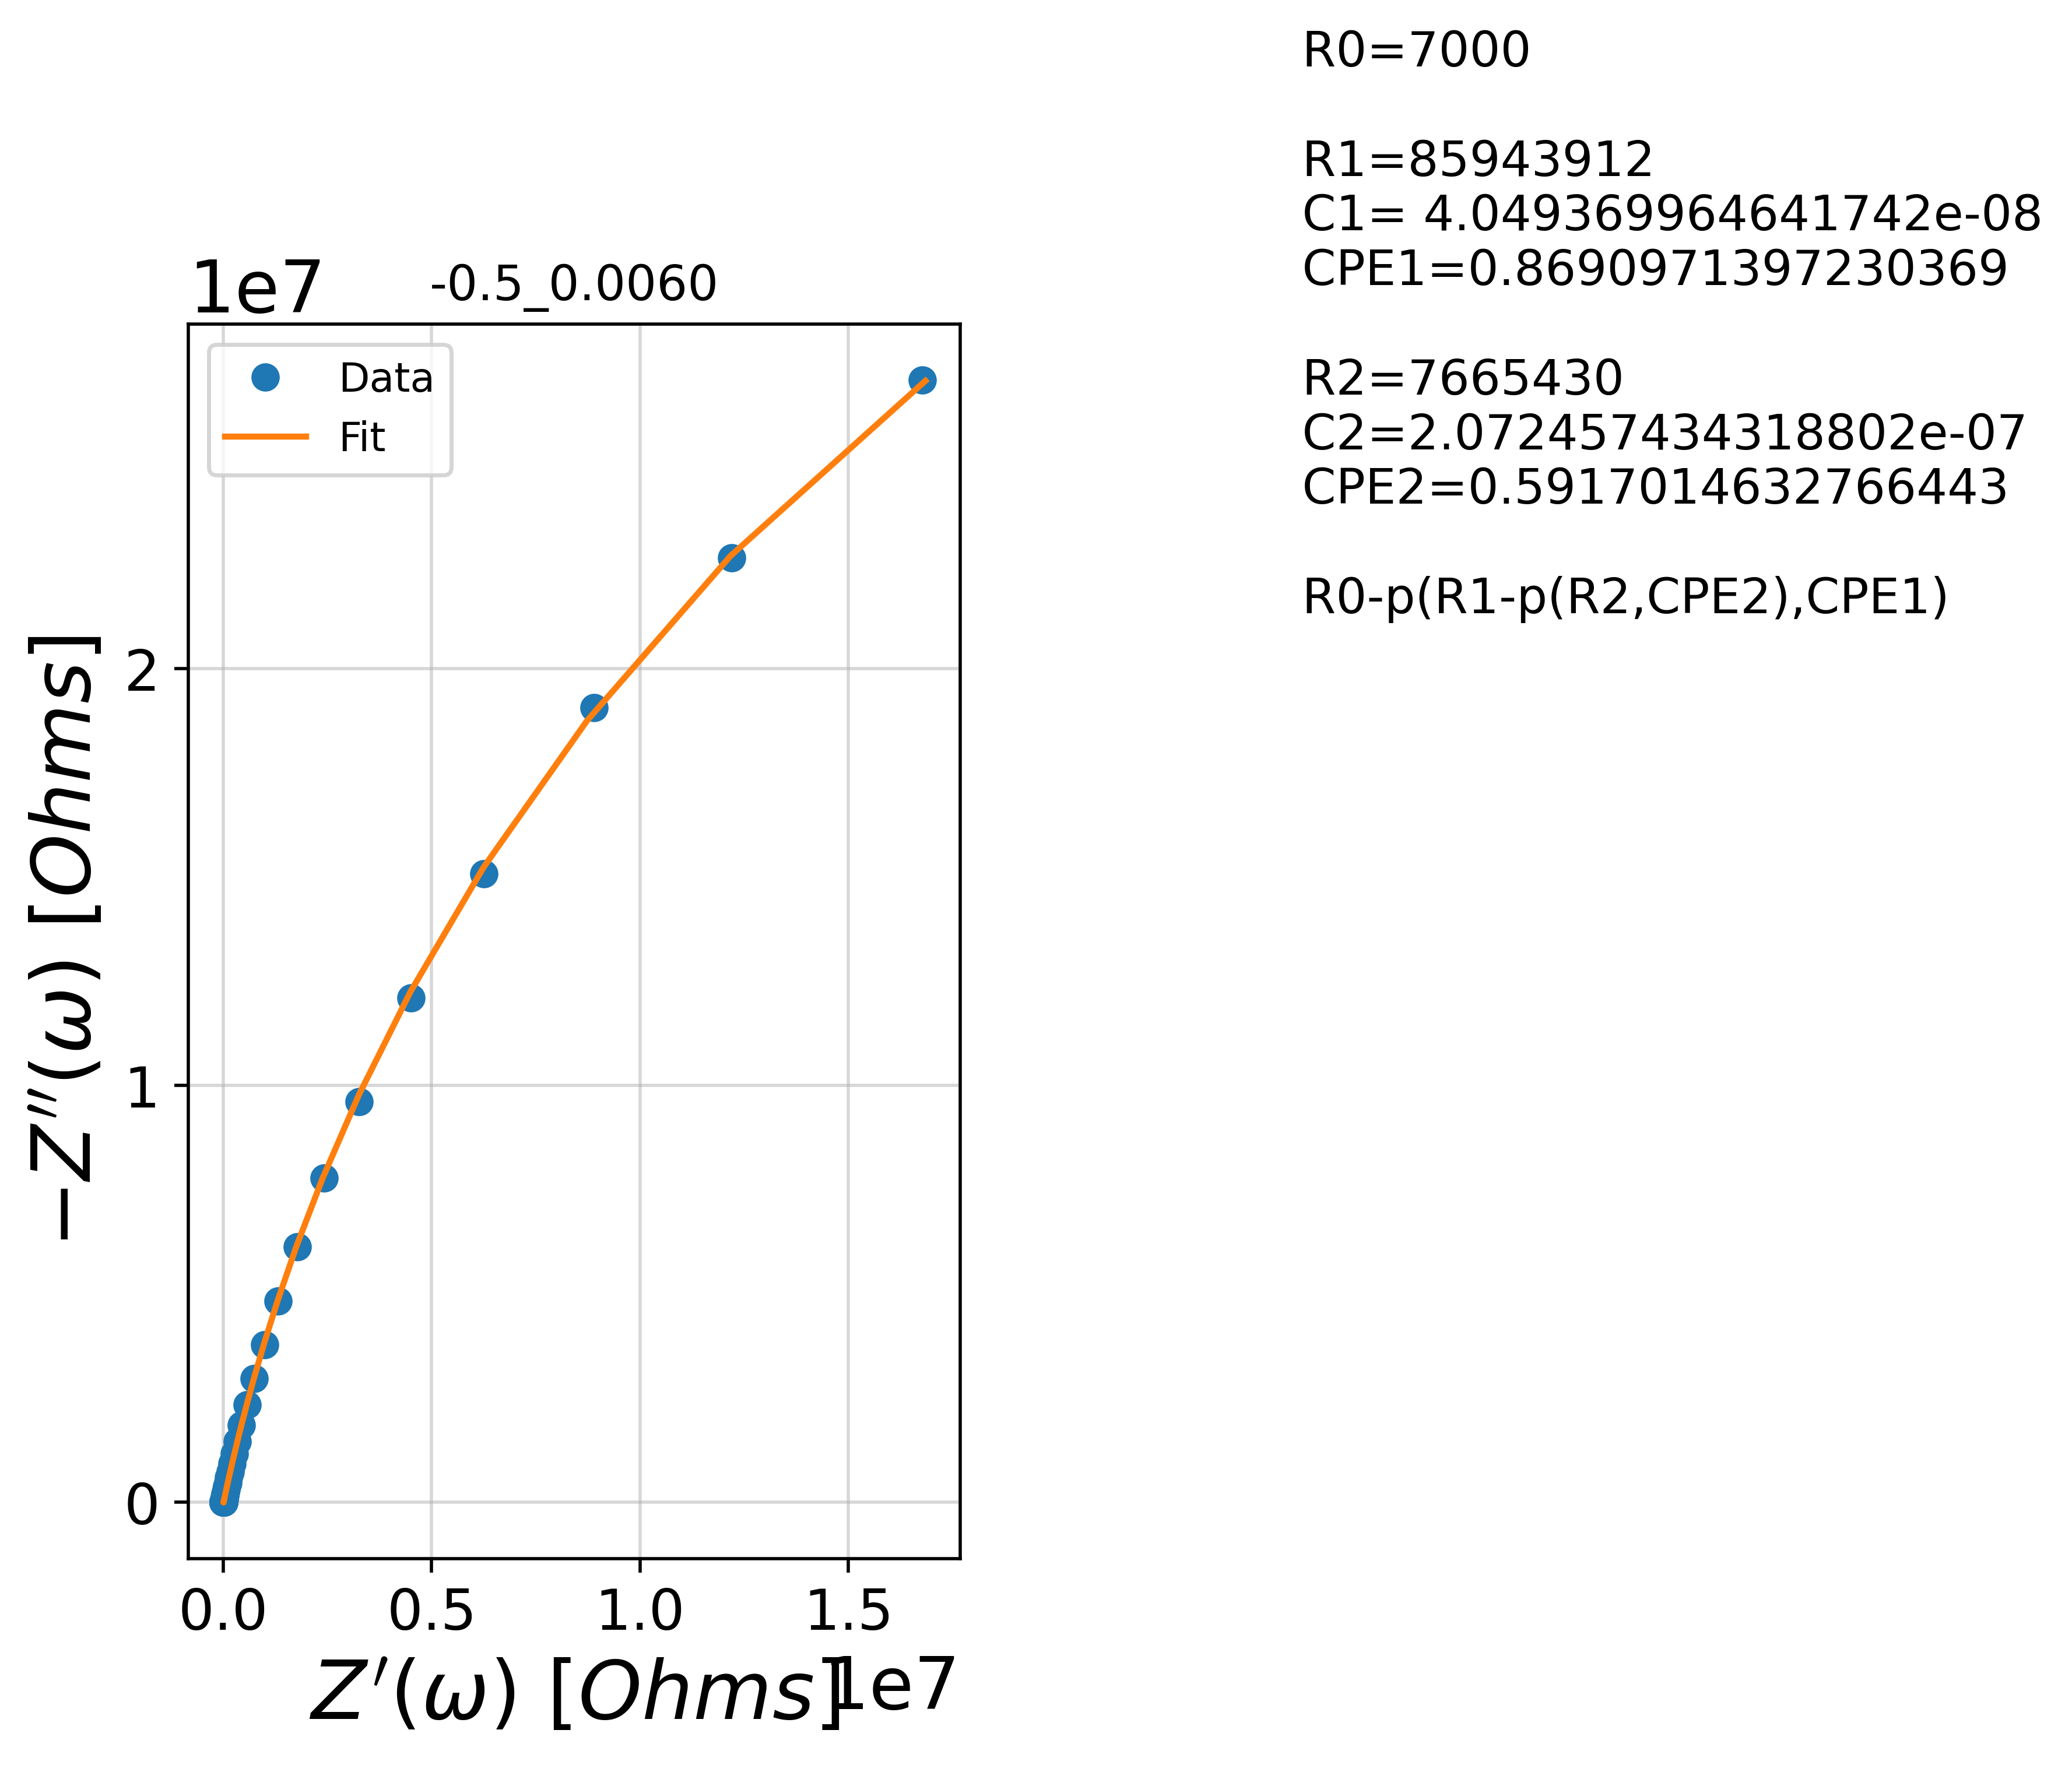 R0=7000
R1=85943912
C1= 4.049369964641742e-08
CPE1=0.8690971397230369
R2=7665430
C2=2.0724574434318802e-07
CPE2=0.5917014632766443
R0-p(R1-p(R2,CPE2),CPE1)
1e7
-0.5_0.0060
Data
Fit
2
1
0
−Z′′(ω) [Ohms]
0.0 0.5 1.0 1.5
Z′(ω) [Ohms]
1e7